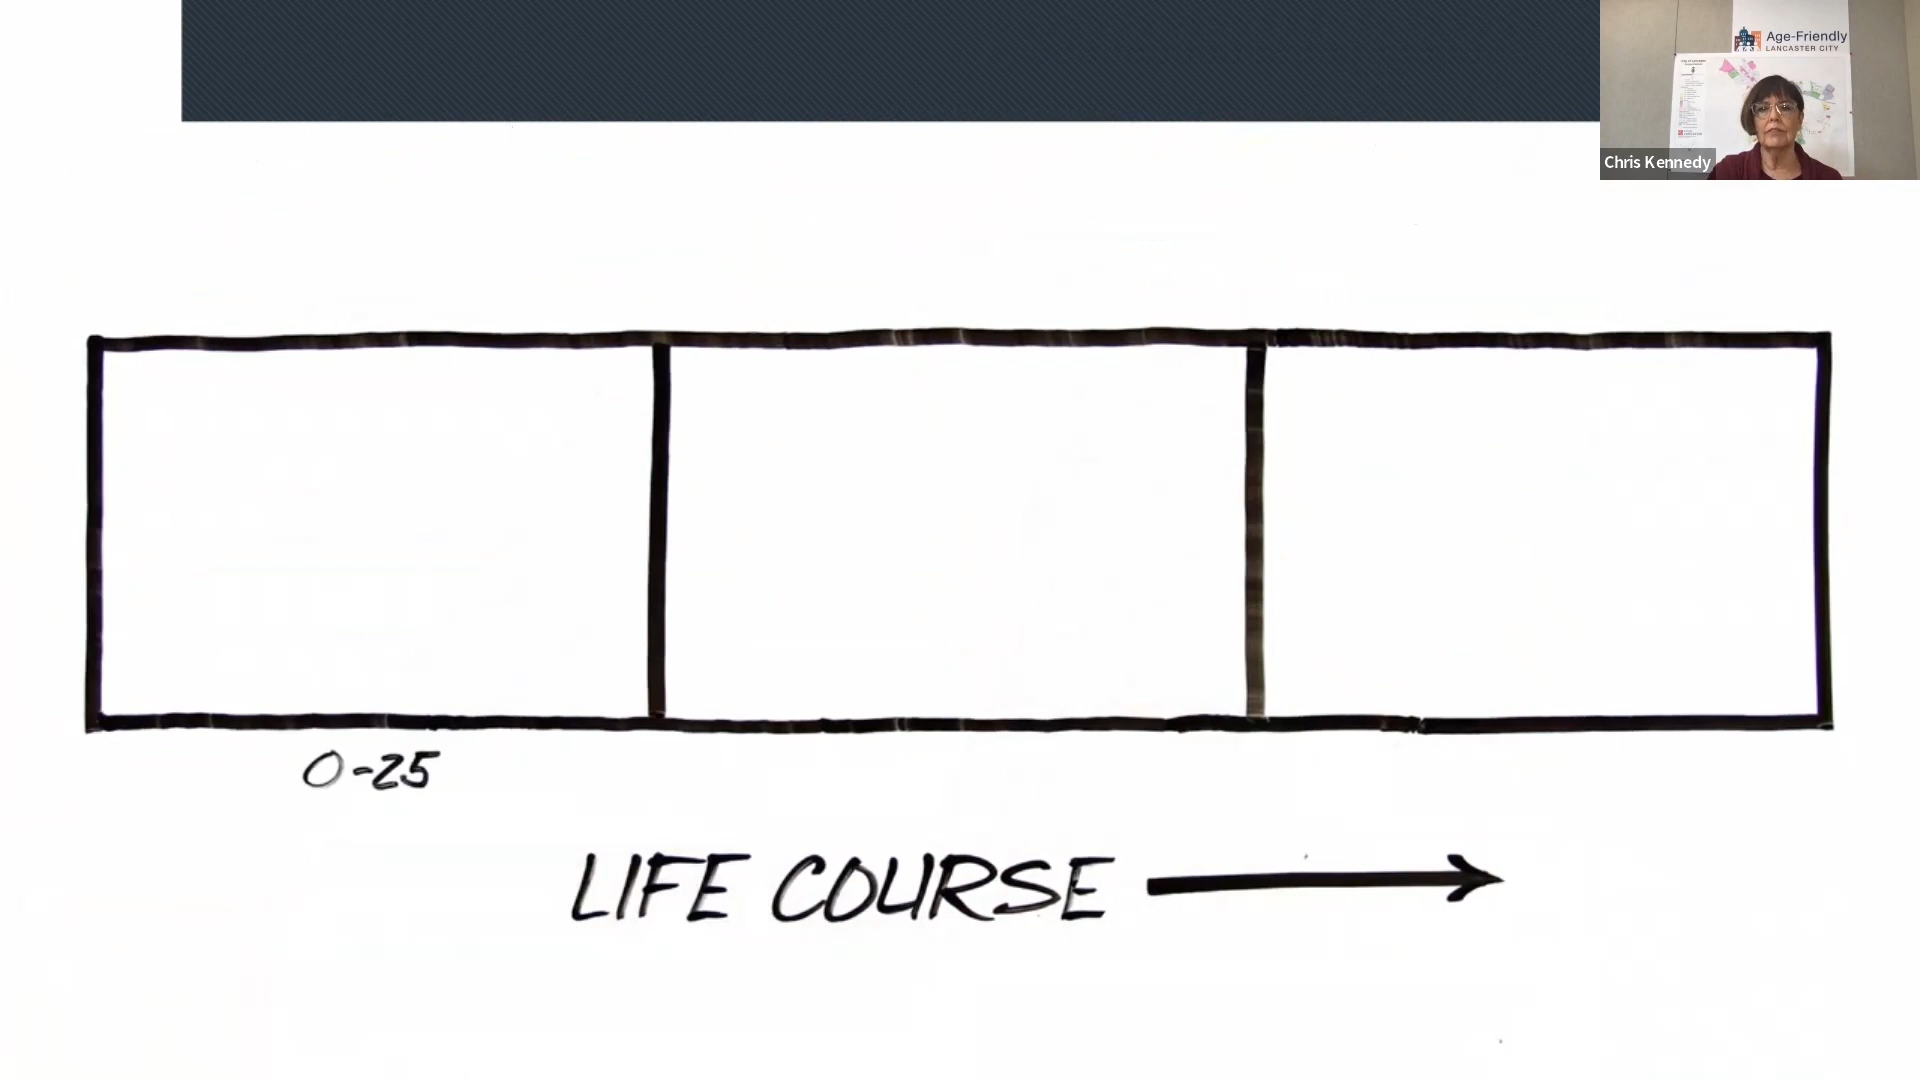 Age-Friendly
LANCASTER CITY
Chris Kennedy
0-25
LIFE COURSE